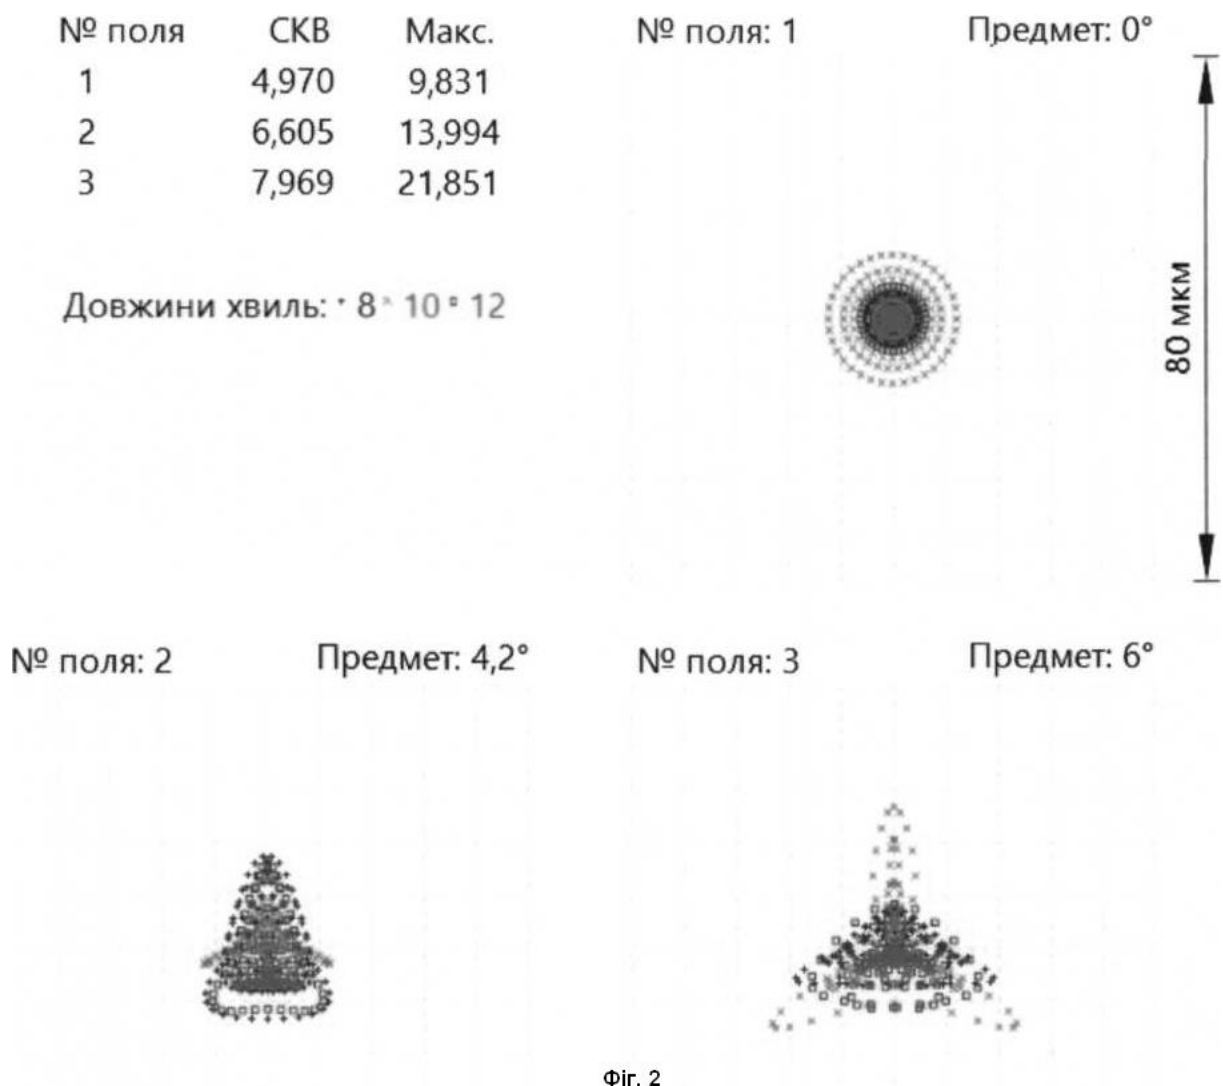 № поля СКВ Макс.
1 4,970 9,831
2 6,605 13,994
3 7,969 21,851
Довжини хвиль: + 8 × 10 ▫ 12
№ поля: 1 Предмет: 0°
80 мкм
№ поля: 2 Предмет: 4,2°
№ поля: 3 Предмет: 6°
Фіг. 2